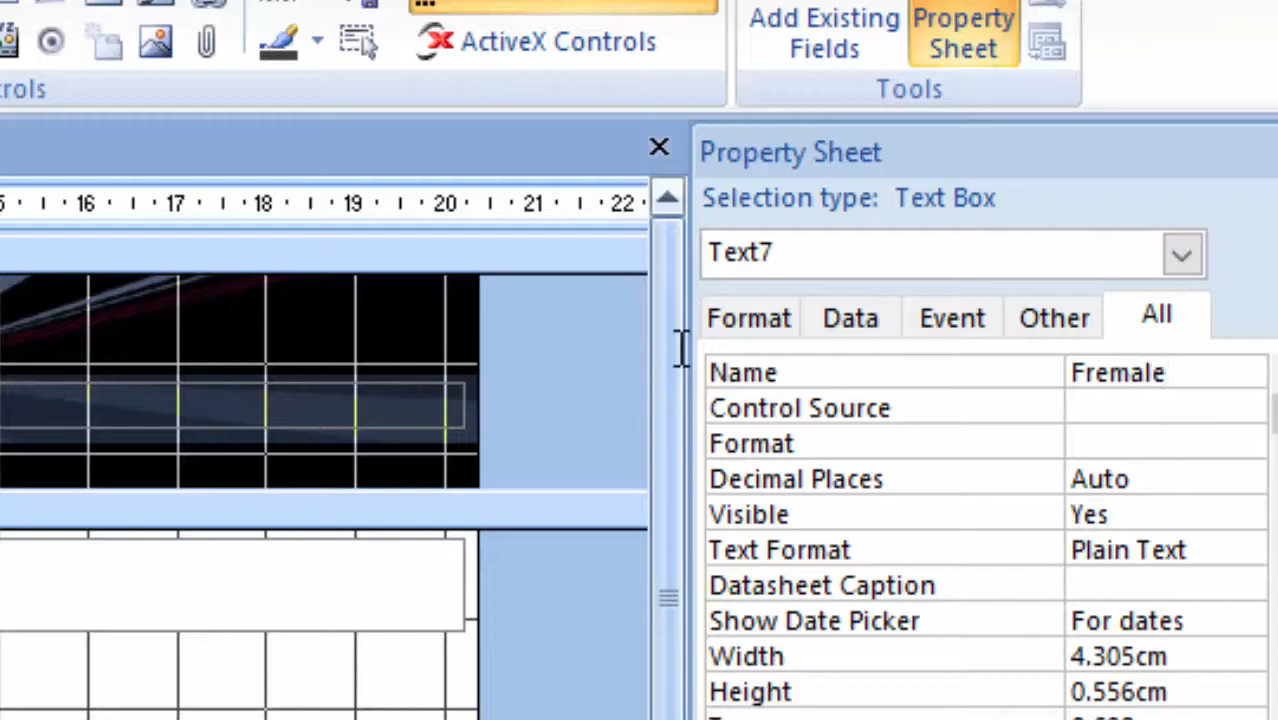 Add Existing Fields
Property Sheet
ActiveX Controls
rols
Tools
Property Sheet
Selection type: Text Box
16 17 18 19 20 21 22
Text7
Format Data Event Other All
Name Fremale
Control Source
Format
Decimal Places Auto
Visible Yes
Text Format Plain Text
Datasheet Caption
Show Date Picker For dates
Width 4.305cm
Height 0.556cm